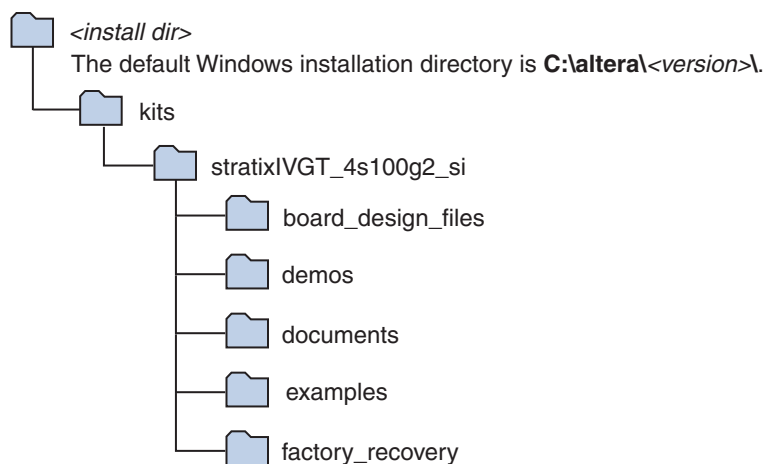 <install dir>
The default Windows installation directory is C:\altera\<version>\.
kits
stratixIVGT_4s100g2_si
board_design_files
demos
documents
examples
factory_recovery